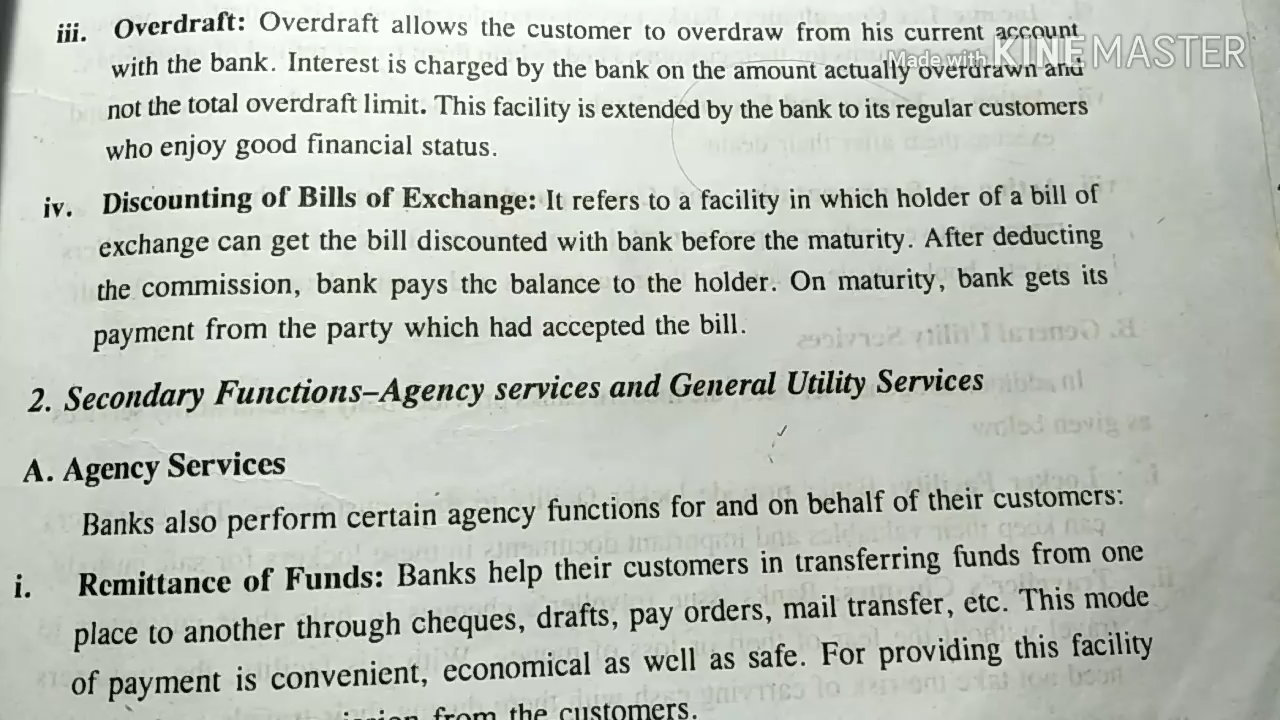 iii. Overdraft: Overdraft allows the customer to overdraw from his current account
Made with KINEMASTER
with the bank. Interest is charged by the bank on the amount actually overdrawn and
not the total overdraft limit. This facility is extended by the bank to its regular customers
who enjoy good financial status.
iv. Discounting of Bills of Exchange: It refers to a facility in which holder of a bill of
exchange can get the bill discounted with bank before the maturity. After deducting
the commission, bank pays the balance to the holder. On maturity, bank gets its
payment from the party which had accepted the bill.
2. Secondary Functions–Agency services and General Utility Services
A. Agency Services
Banks also perform certain agency functions for and on behalf of their customers:
i. Remittance of Funds: Banks help their customers in transferring funds from one
place to another through cheques, drafts, pay orders, mail transfer, etc. This mode
of payment is convenient, economical as well as safe. For providing this facility
from the customers.